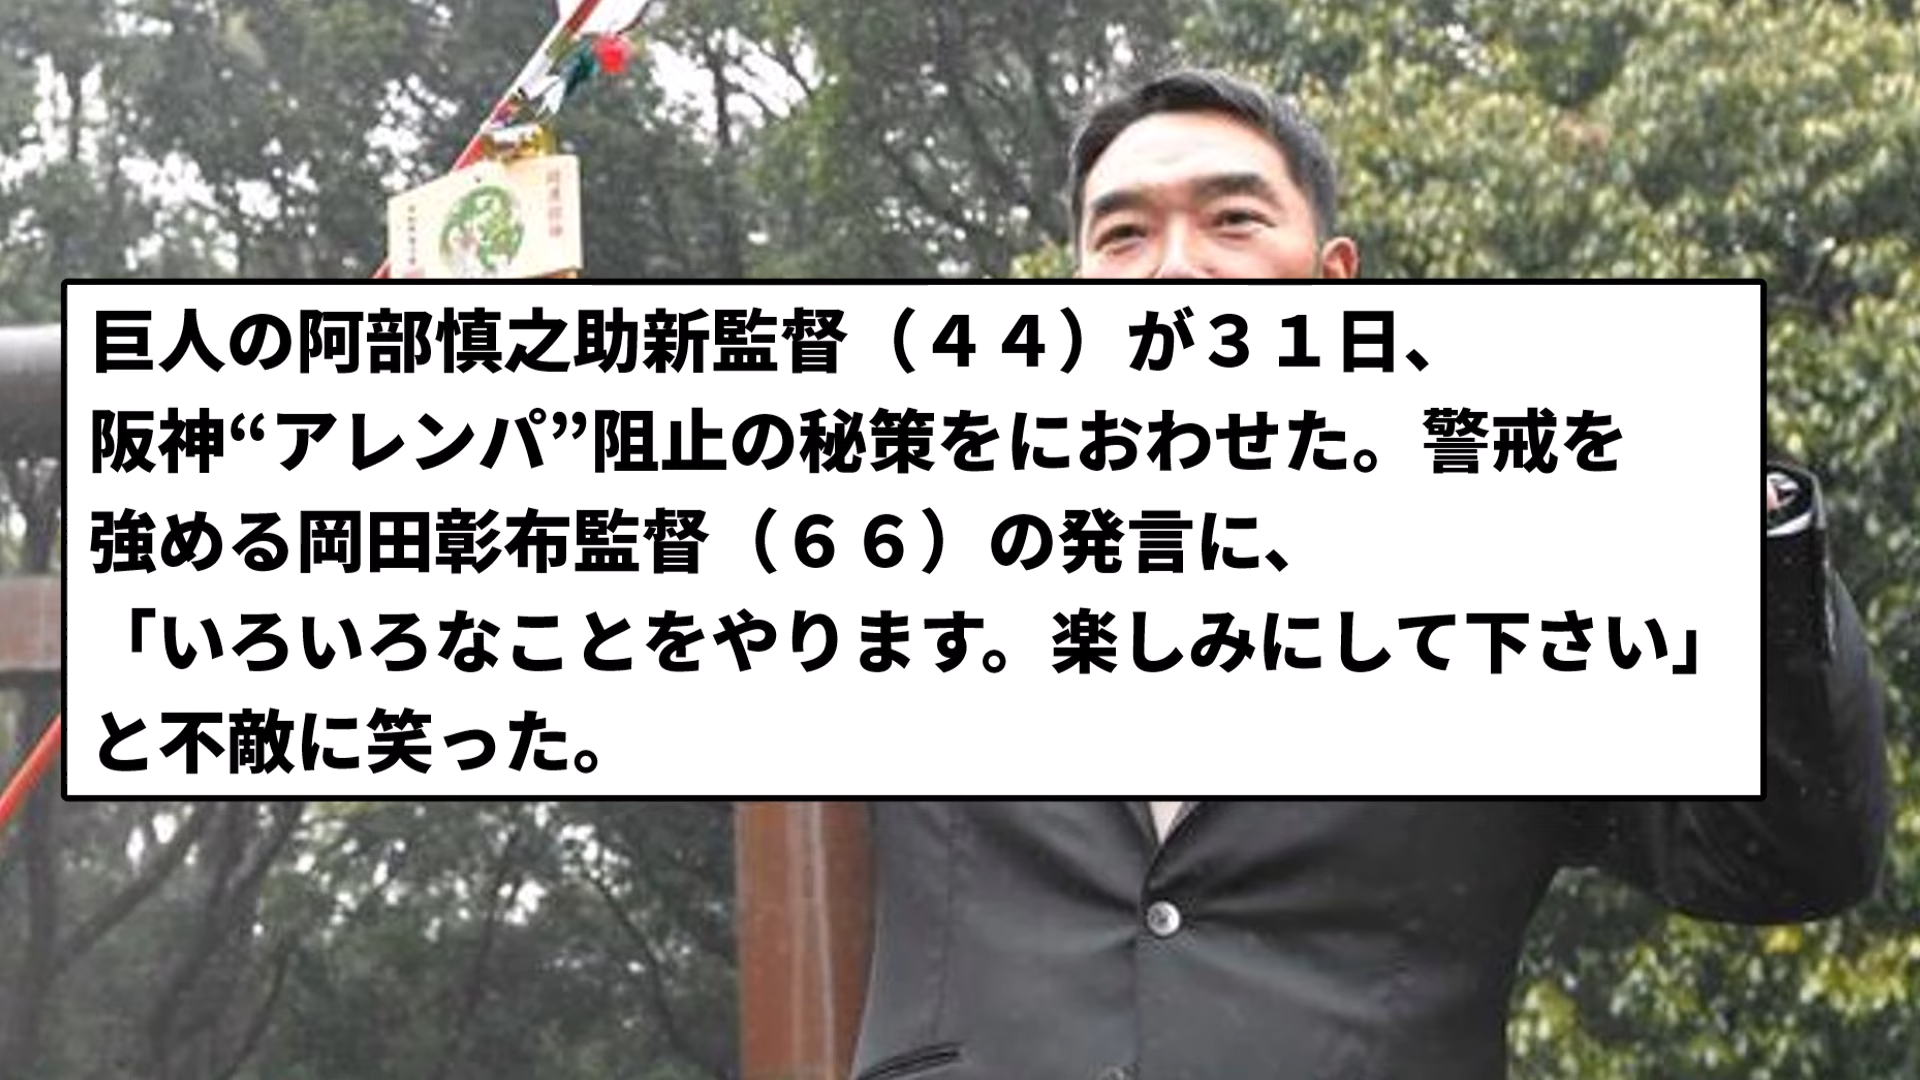 巨人の阿部慎之助新監督（４４）が３１日、
阪神“アレンパ”阻止の秘策をにおわせた。警戒を
強める岡田彰布監督（６６）の発言に、
「いろいろなことをやります。楽しみにして下さい」
と不敵に笑った。